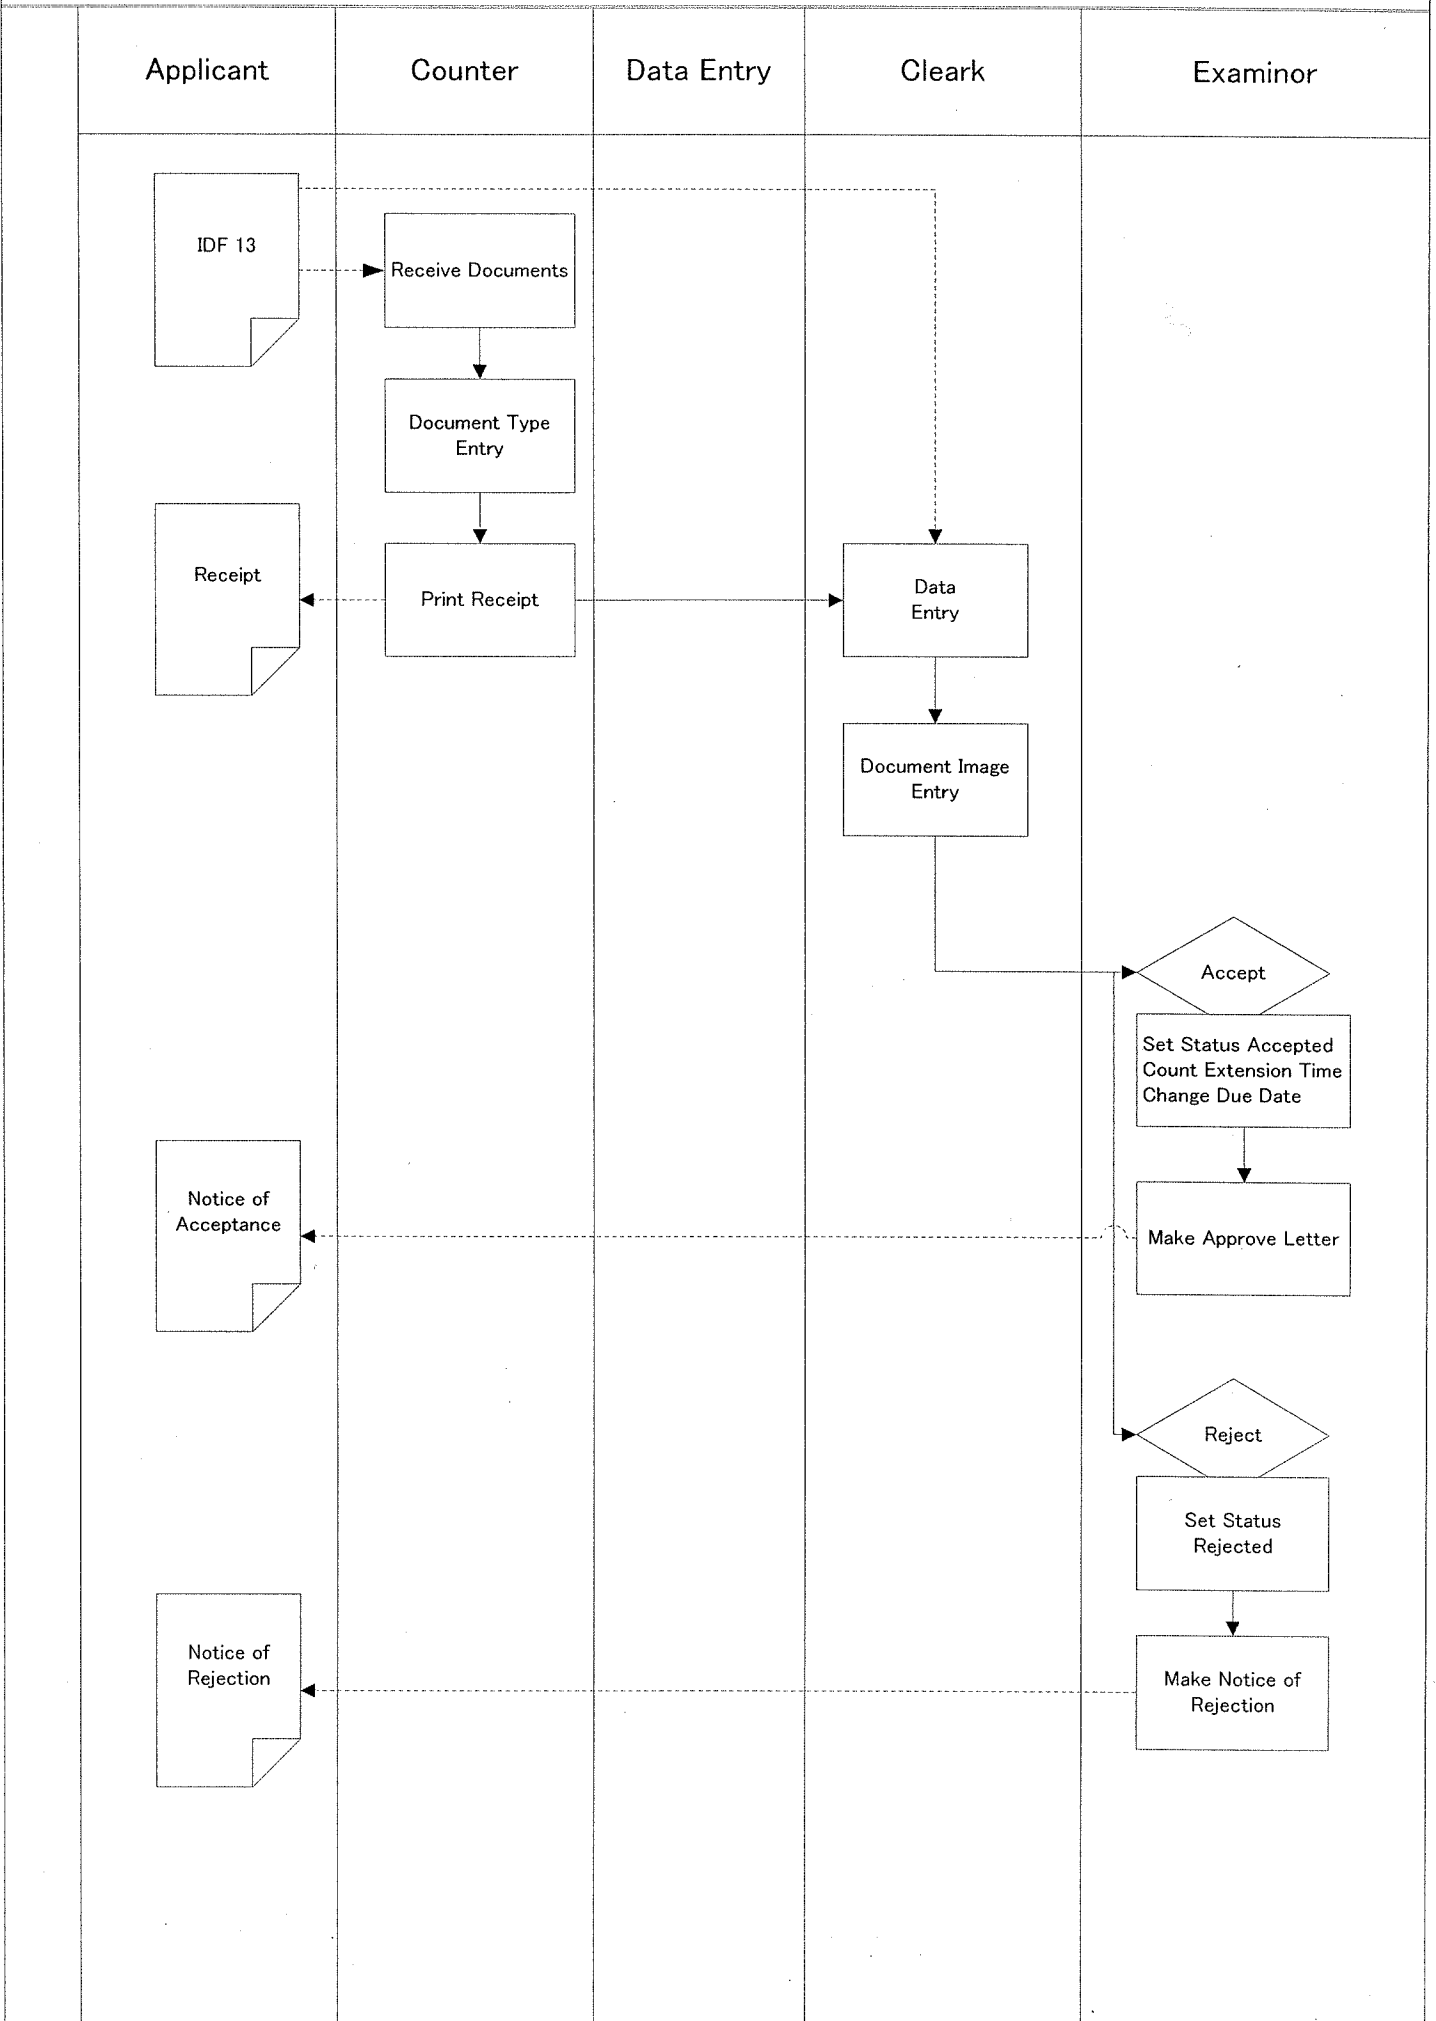 Applicant
Counter
Data Entry
Cleark
Examinor
IDF 13
Receive Documents
Document Type
Entry
Receipt
Print Receipt
Data
Entry
Document Image
Entry
Accept
Set Status Accepted
Count Extension Time
Change Due Date
Notice of
Acceptance
Make Approve Letter
Reject
Set Status
Rejected
Notice of
Rejection
Make Notice of
Rejection